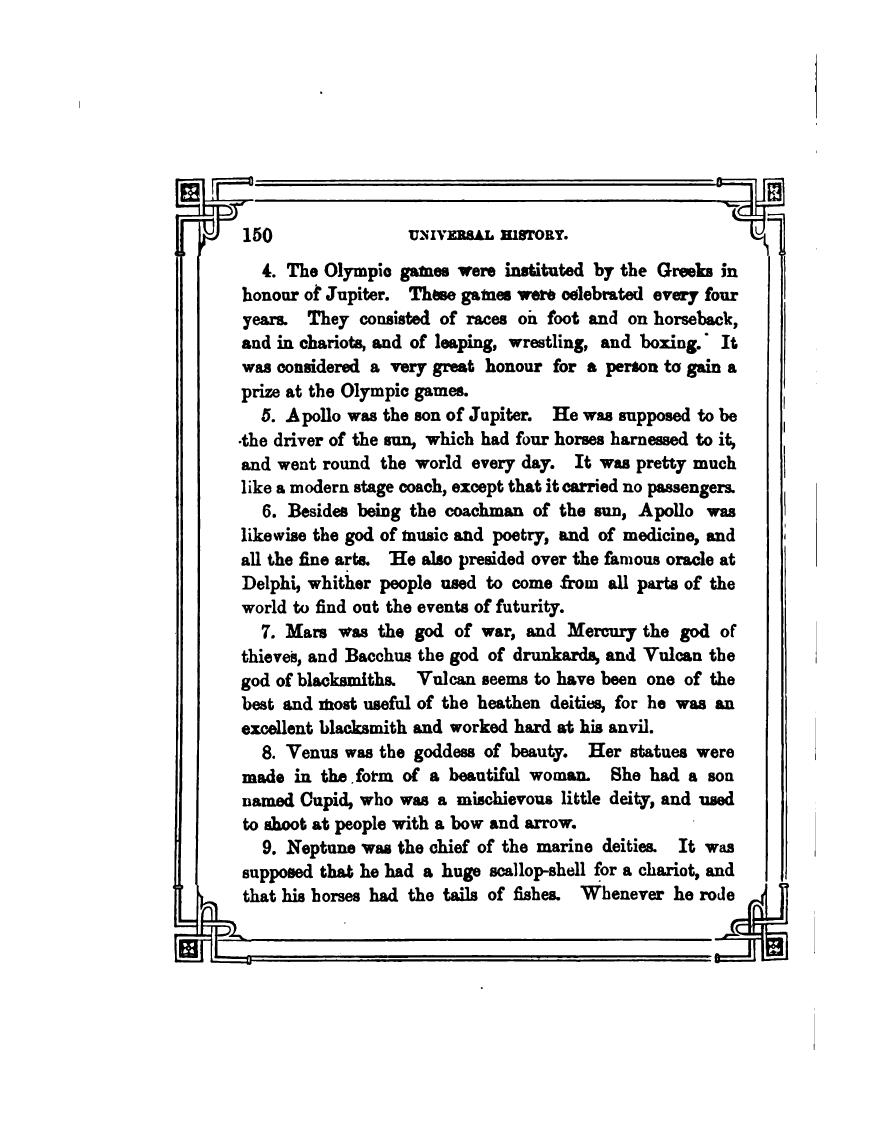 150 UNIVERSAL HISTORY.
4. The Olympic games were instituted by the Greeks in
honour of Jupiter. These games were celebrated every four
years. They consisted of races on foot and on horseback,
and in chariots, and of leaping, wrestling, and boxing. It
was considered a very great honour for a person to gain a
prize at the Olympic games.
5. Apollo was the son of Jupiter. He was supposed to be
the driver of the sun, which had four horses harnessed to it,
and went round the world every day. It was pretty much
like a modern stage coach, except that it carried no passengers.
6. Besides being the coachman of the sun, Apollo was
likewise the god of music and poetry, and of medicine, and
all the fine arts. He also presided over the famous oracle at
Delphi, whither people used to come from all parts of the
world to find out the events of futurity.
7. Mars was the god of war, and Mercury the god of
thieves, and Bacchus the god of drunkards, and Vulcan the
god of blacksmiths. Vulcan seems to have been one of the
best and most useful of the heathen deities, for he was an
excellent blacksmith and worked hard at his anvil.
8. Venus was the goddess of beauty. Her statues were
made in the form of a beautiful woman. She had a son
named Cupid, who was a mischievous little deity, and used
to shoot at people with a bow and arrow.
9. Neptune was the chief of the marine deities. It was
supposed that he had a huge scallop-shell for a chariot, and
that his horses had the tails of fishes. Whenever he rode